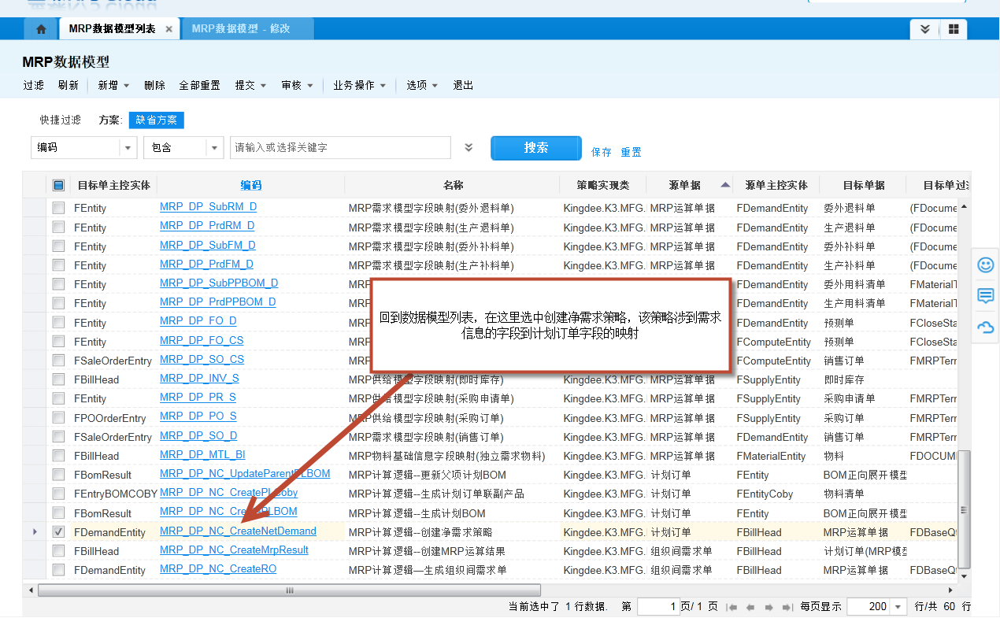 MRP数据模型列表 × MRP数据模型 - 修改
MRP数据模型
过滤 刷新 新增 删除 全部重置 提交 审核 业务操作 选项 退出
快捷过滤 方案: 缺省方案
编码 包含 请输入或选择关键字 搜索 保存 重置
目标单主控实体 编码 名称 策略实现类 源单据 源单主控实体 目标单据 目标单过滤
FEntity MRP_DP_SubRM_D MRP需求模型字段映射(委外退料单) Kingdee.K3.MFG. MRP运算单据 FDemandEntity 委外退料单 (FDocume
FEntity MRP_DP_PrdRM_D MRP需求模型字段映射(生产退料单) Kingdee.K3.MFG. MRP运算单据 FDemandEntity 生产退料单 (FDocume
FEntity MRP_DP_SubFM_D MRP需求模型字段映射(委外补料单) Kingdee.K3.MFG. MRP运算单据 FDemandEntity 委外补料单 (FDocume
FEntity MRP_DP_PrdFM_D MRP需求模型字段映射(生产补料单) Kingdee.K3.MFG. MRP运算单据 FDemandEntity 生产补料单 (FDocume
FEntity MRP_DP_SubPPBOM_D MRP FDemandEntity 委外用料清单 FMaterialT
FEntity MRP_DP_PrdPPBOM_D MRP FDemandEntity 生产用料清单 FMaterialT
FEntity MRP_DP_FO_D MRP FDemandEntity 预测单 FCloseSta
FEntity MRP_DP_FO_CS MRP FComputeEntity 预测单 FCloseSta
FSaleOrderEntry MRP_DP_SO_CS MRP FComputeEntity 销售订单 FMRPTerr
回到数据模型列表，在这里选中创建净需求策略，该策略涉到需求
信息的字段到计划订单字段的映射
FBillHead MRP_DP_INV_S MRP供给模型字段映射(即时库存) Kingdee.K3.MFG. MRP运算单据 FSupplyEntity 即时库存
FEntity MRP_DP_PR_S MRP供给模型字段映射(采购申请单) Kingdee.K3.MFG. MRP运算单据 FSupplyEntity 采购申请单 FMRPTerr
FPOOrderEntry MRP_DP_PO_S MRP供给模型字段映射(采购订单) Kingdee.K3.MFG. MRP运算单据 FSupplyEntity 采购订单 FMRPTerr
FSaleOrderEntry MRP_DP_SO_D MRP需求模型字段映射(销售订单) Kingdee.K3.MFG. MRP运算单据 FDemandEntity 销售订单 FMRPTerr
FBillHead MRP_DP_MTL_BI MRP物料基础信息字段映射(独立需求物料) Kingdee.K3.MFG. MRP运算单据 FMaterialEntity 物料 FDOCUM
FBomResult MRP_DP_NC_UpdateParentPLBOM MRP计算逻辑--更新父项计划BOM Kingdee.K3.MFG. 计划订单 FEntity BOM正向展开模型
FEntryBOMCOBY MRP_DP_NC_CreatePLCoby MRP计算逻辑--生成计划订单联副产品 Kingdee.K3.MFG. 计划订单 FEntityCoby 物料清单
FBomResult MRP_DP_NC_CreatePLBOM MRP计算逻辑--生成计划BOM Kingdee.K3.MFG. 计划订单 FEntity BOM正向展开模型
FDemandEntity MRP_DP_NC_CreateNetDemand MRP计算逻辑--创建净需求策略 Kingdee.K3.MFG. 计划订单 FBillHead MRP运算单据 FDBaseQt
FBillHead MRP_DP_NC_CreateMrpResult MRP计算逻辑--创建MRP运算结果 Kingdee.K3.MFG. 组织间需求单 FBillHead 计划订单(MRP模型
FDemandEntity MRP_DP_NC_CreateRO MRP计算逻辑—生成组织间需求单 Kingdee.K3.MFG. 组织间需求单 FBillHead MRP运算单据 FDBaseQt
当前选中了 1 行数据. 第 1 页/ 1 页 每页显示 200 行/共 60 行